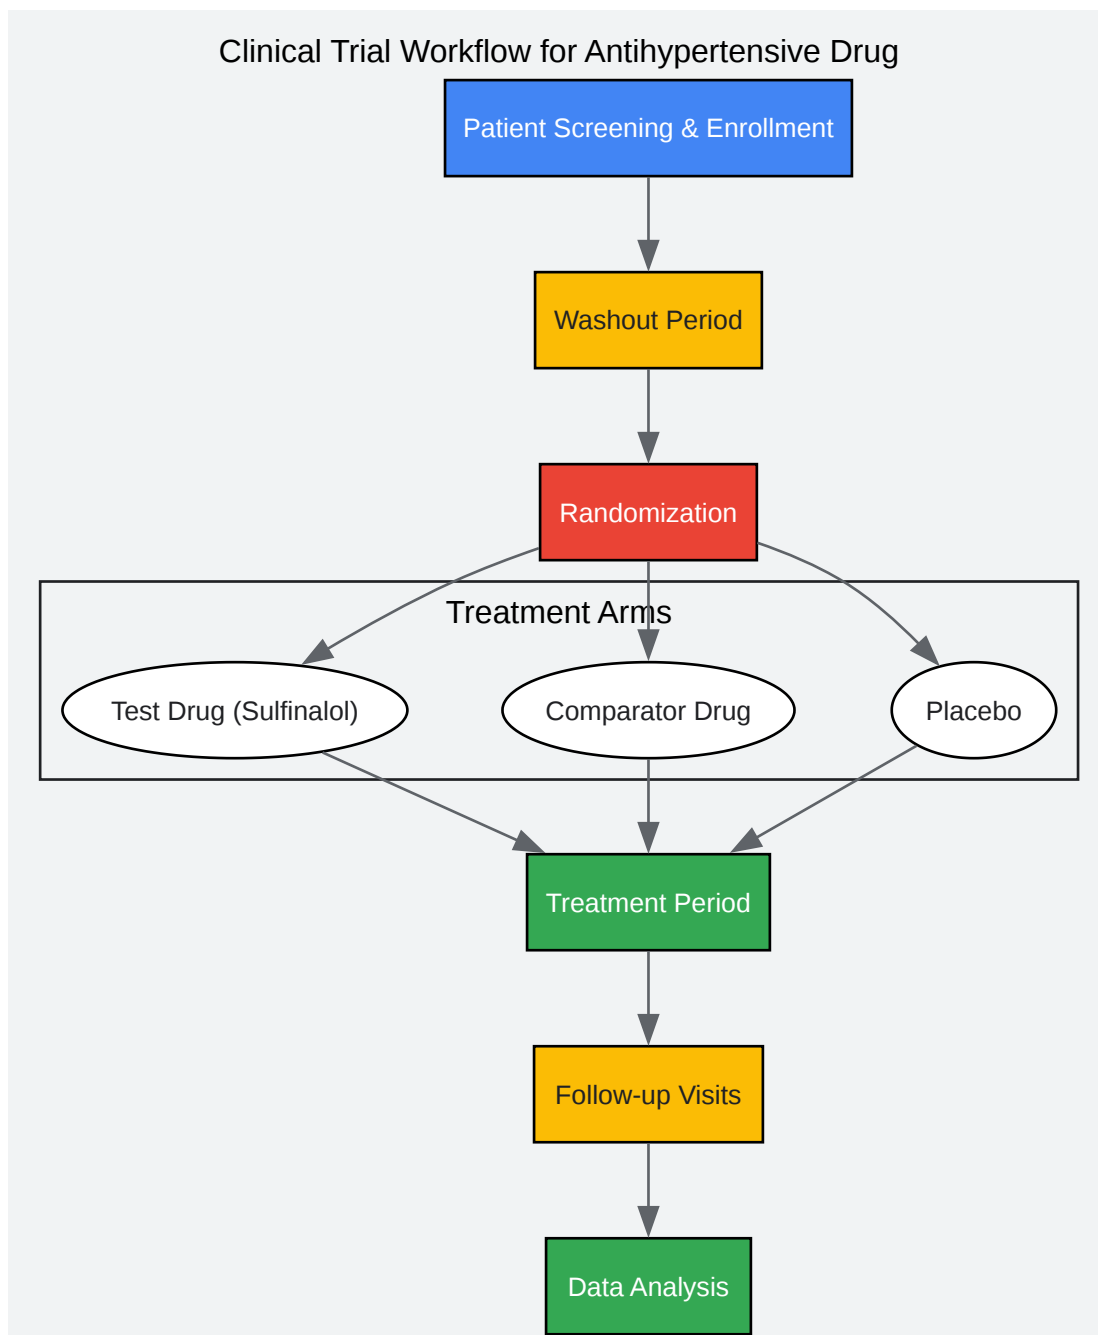 Clinical Trial Workflow for Antihypertensive Drug
Patient Screening & Enrollment
Washout Period
Randomization
Treatment Arms
Test Drug (Sulfinalol)
Comparator Drug
Placebo
Treatment Period
Follow-up Visits
Data Analysis